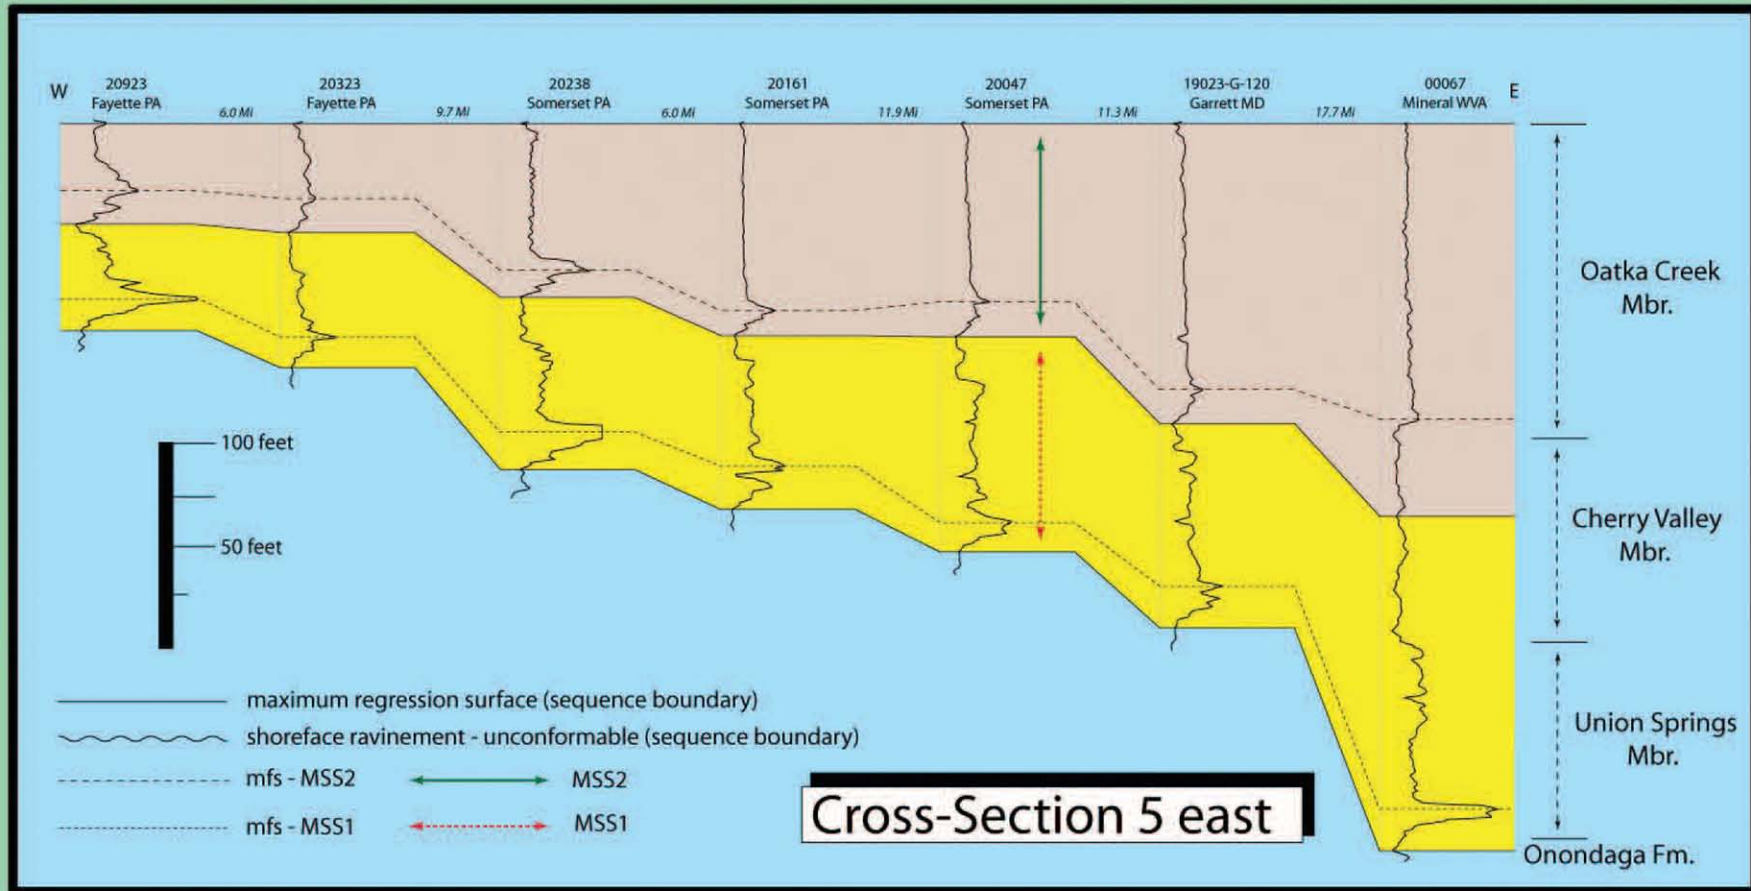 W
20923
Fayette PA
6.0 Mi
20323
Fayette PA
9.7 Mi
20238
Somerset PA
6.0 Mi
20161
Somerset PA
11.9 Mi
20047
Somerset PA
11.3 Mi
19023-G-120
Garrett MD
17.7 Mi
00067
Mineral WVA
E
Oatka Creek
Mbr.
Cherry Valley
Mbr.
Union Springs
Mbr.
Onondaga Fm.
100 feet
50 feet
maximum regression surface (sequence boundary)
shoreface ravinement - unconformable (sequence boundary)
mfs - MSS2
MSS2
mfs - MSS1
MSS1
Cross-Section 5 east